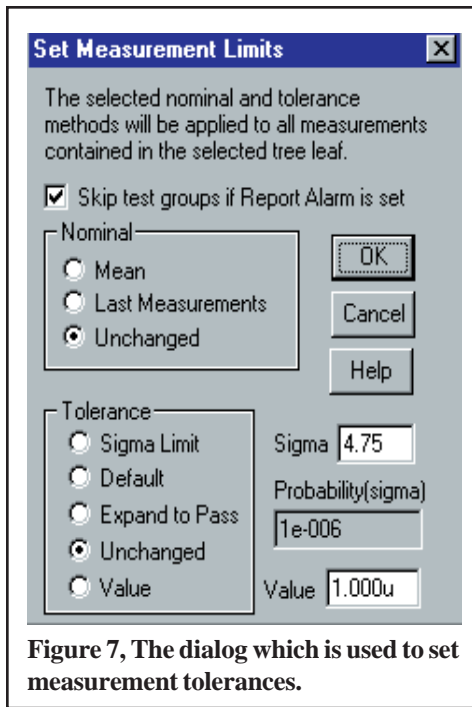 Set Measurement Limits
The selected nominal and tolerance
methods will be applied to all measurements
contained in the selected tree leaf.
Skip test groups if Report Alarm is set
Nominal
Mean
Last Measurements
Unchanged
OK
Cancel
Help
Tolerance
Sigma Limit
Default
Expand to Pass
Unchanged
Value
Sigma 4.75
Probability(sigma)
1e-006
Value 1.000u
Figure 7, The dialog which is used to set
measurement tolerances.